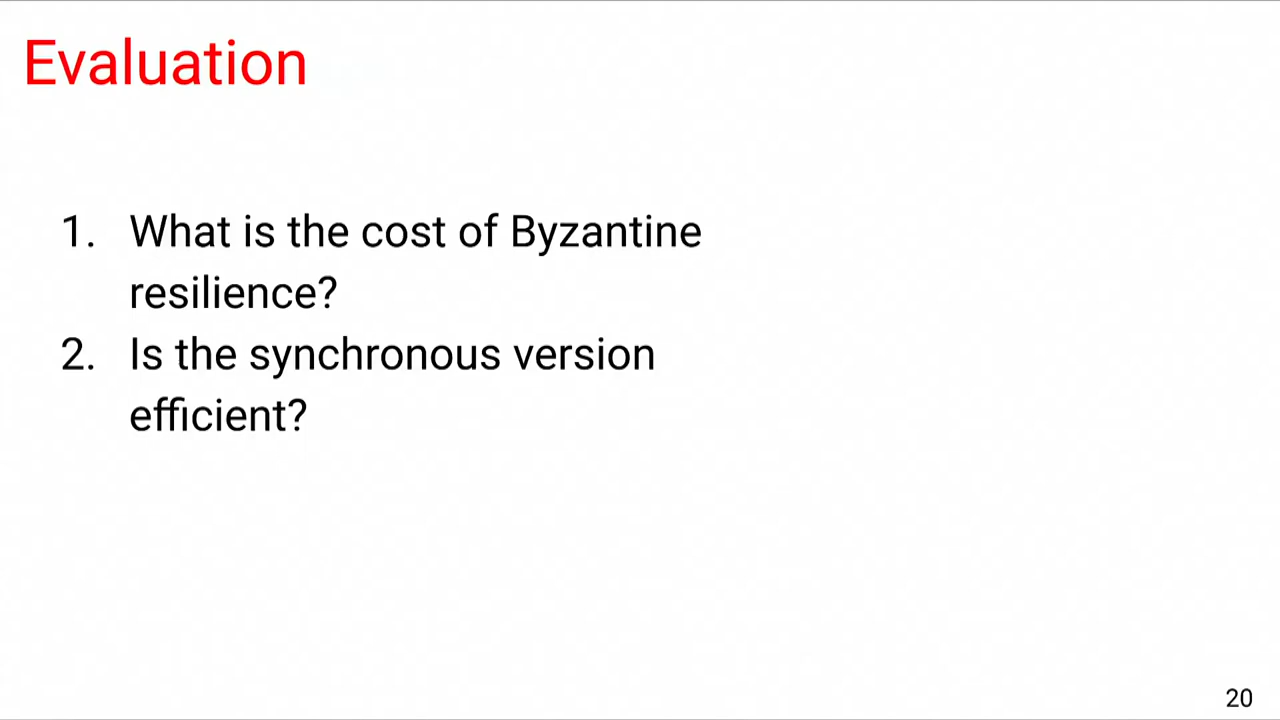 Evaluation
1. What is the cost of Byzantine
resilience?
2. Is the synchronous version
efficient?
20